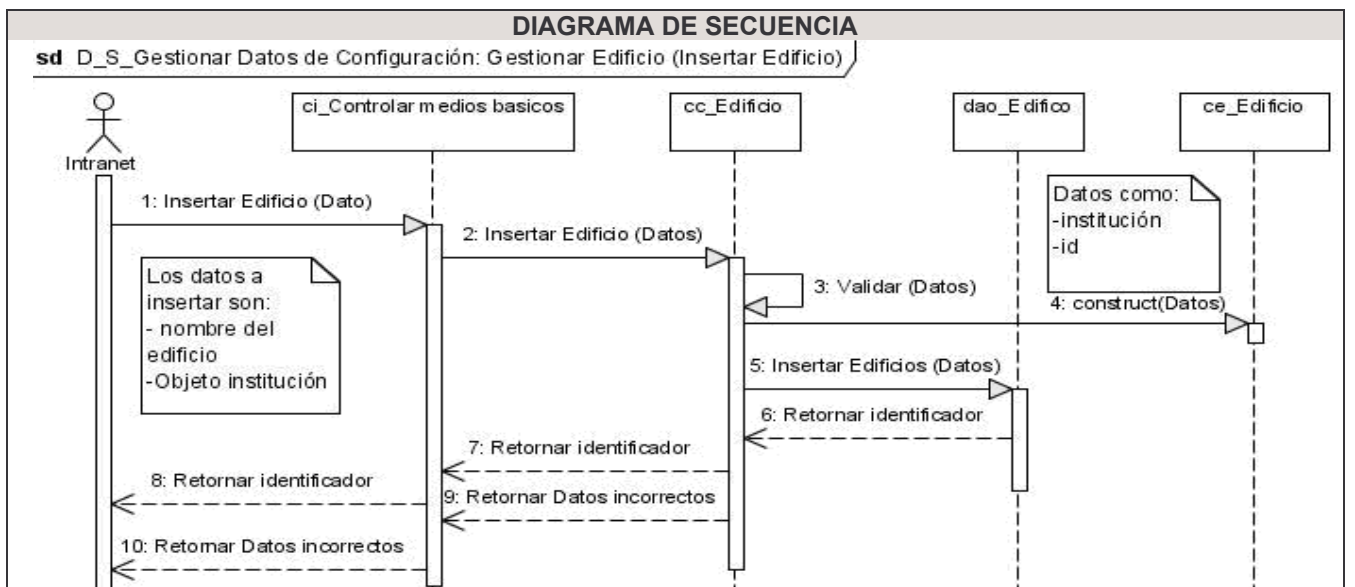 DIAGRAMA DE SECUENCIA
sd D_S_Gestionar Datos de Configuración: Gestionar Edificio (Insertar Edificio)
Intranet
ci_Controlar medios basicos
cc_Edificio
dao_Edifico
ce_Edificio
Datos como:
-institución
-id
1: Insertar Edificio (Dato)
2: Insertar Edificio (Datos)
Los datos a
insertar son:
- nombre del
edificio
-Objeto institución
3: Validar (Datos)
4: construct(Datos)
5: Insertar Edificios (Datos)
6: Retornar identificador
7: Retornar identificador
8: Retornar identificador
9: Retornar Datos incorrectos
10: Retornar Datos incorrectos